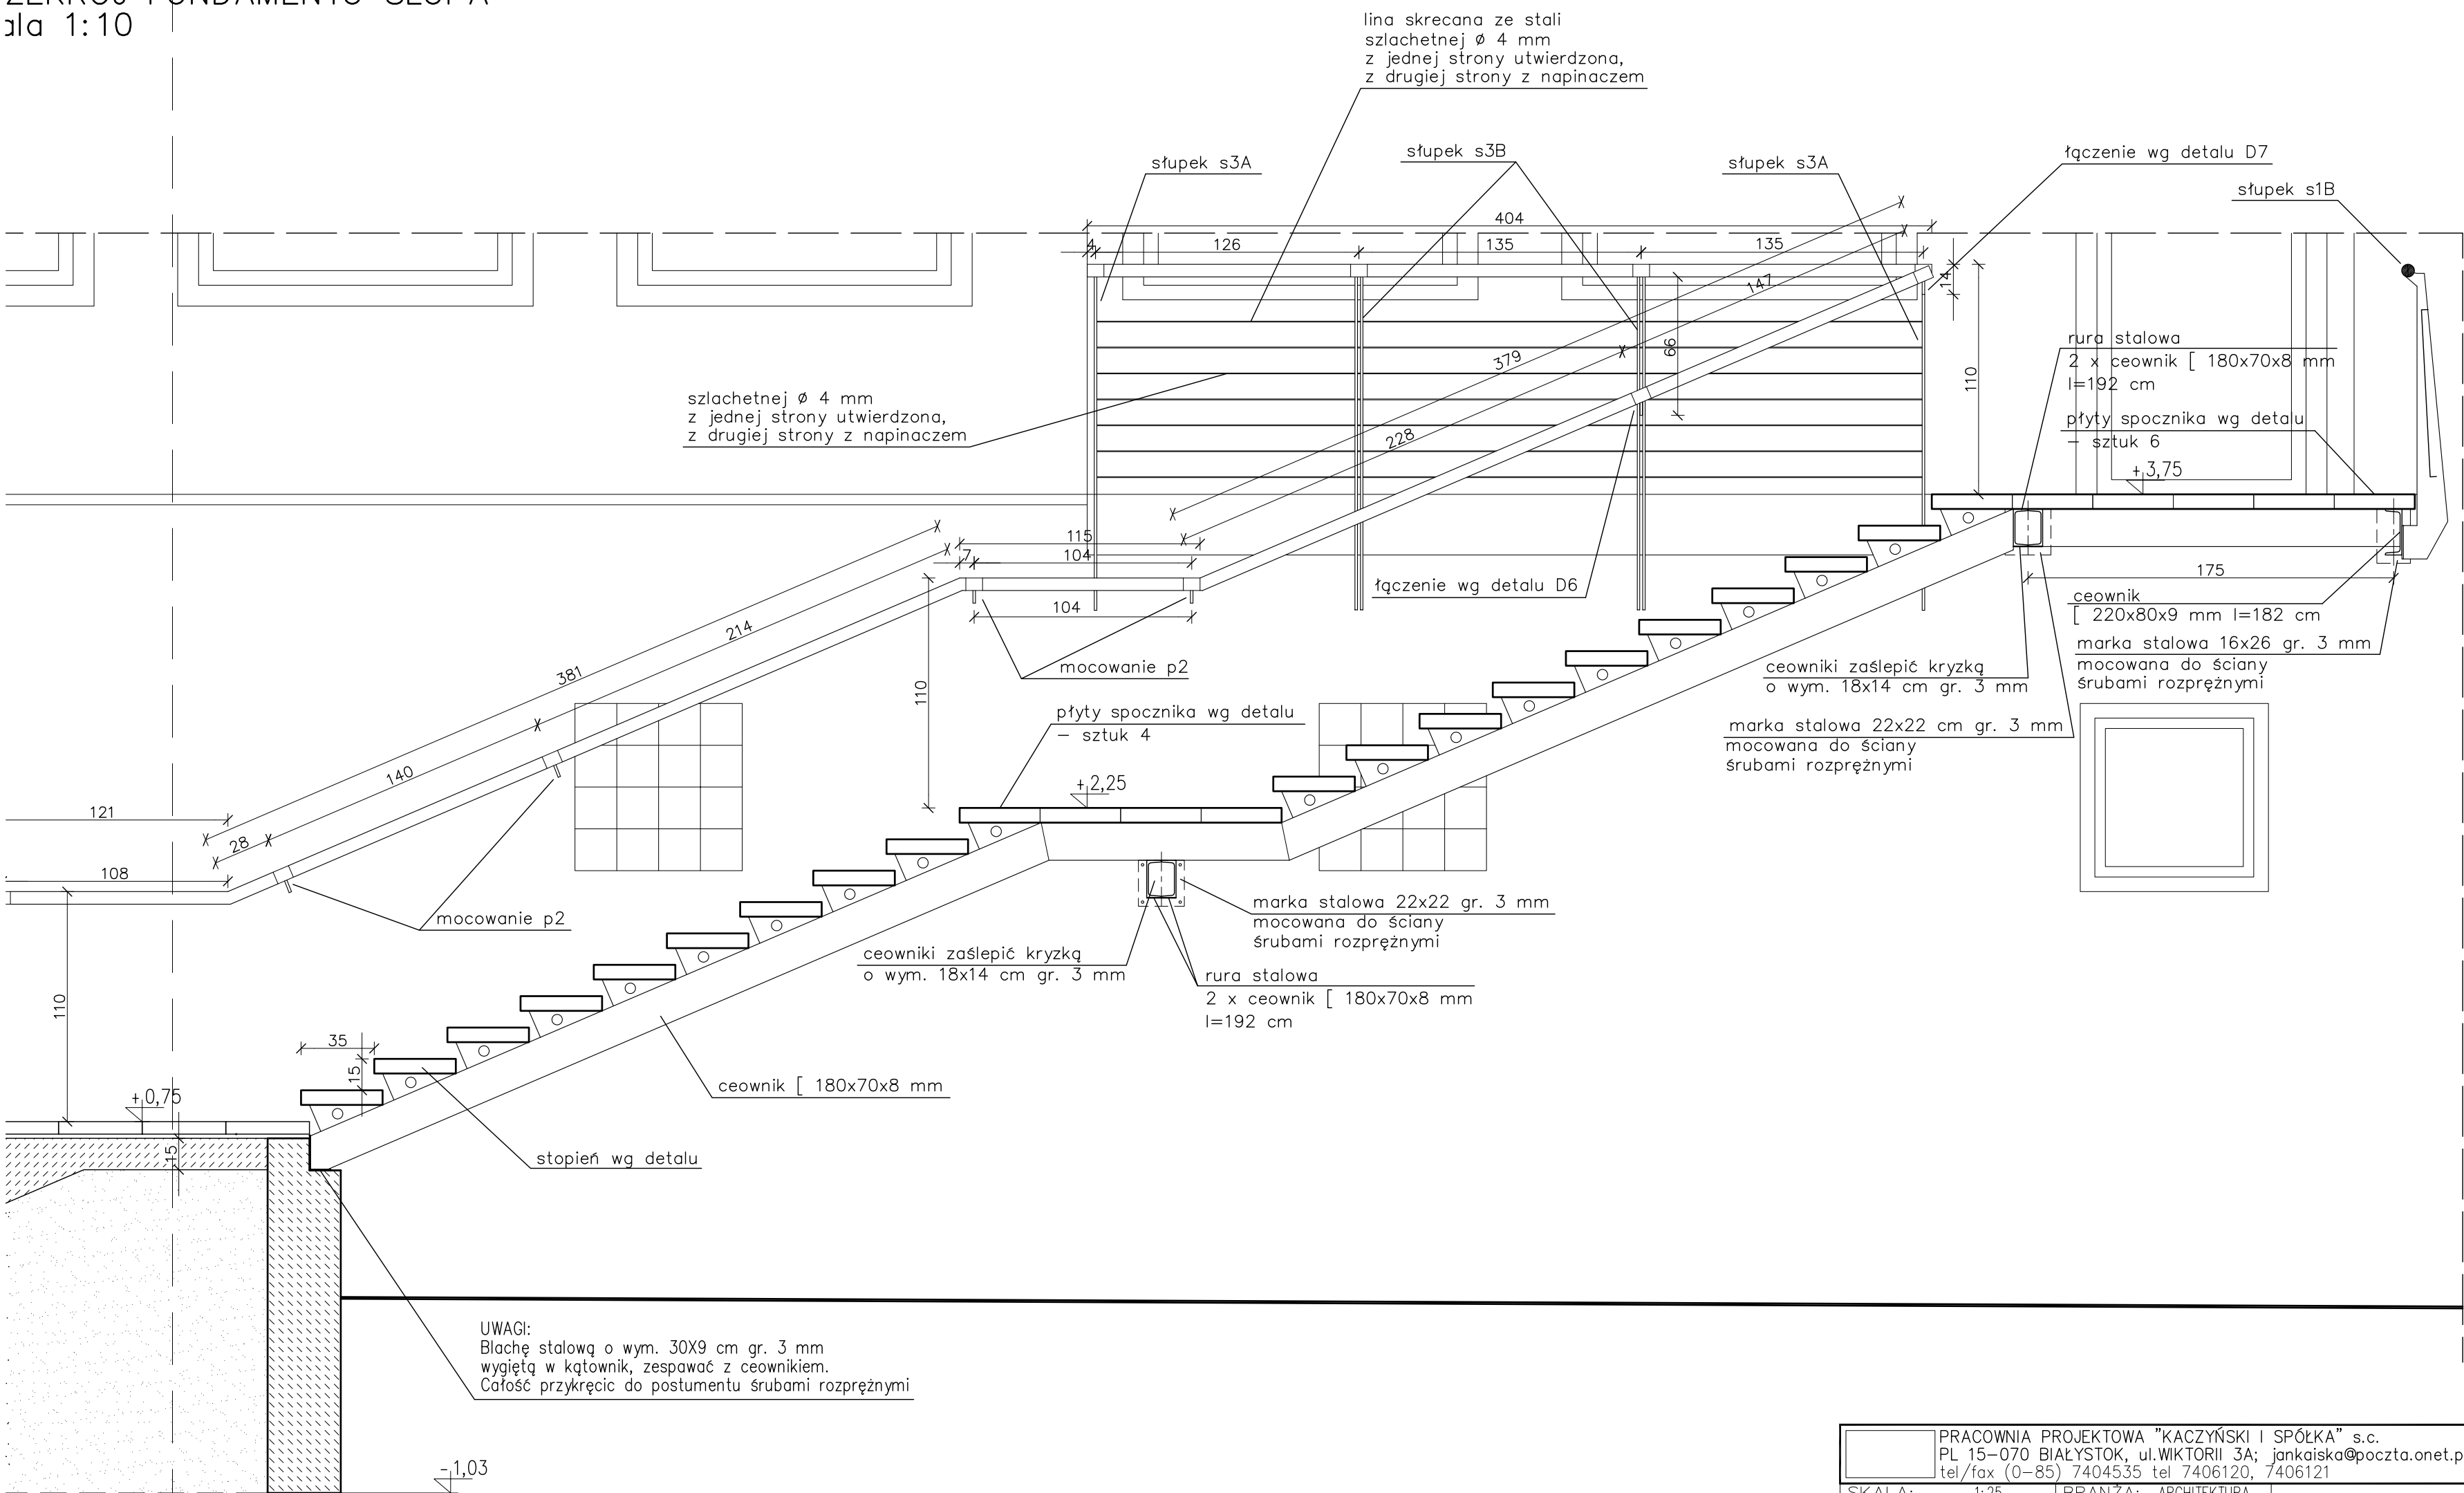 ala 1:10
lina skrecana ze stali
szlachetnej ø 4 mm
z jednej strony utwierdzona,
z drugiej strony z napinaczem
słupek s3A
słupek s3B
słupek s3A
łączenie wg detalu D7
słupek s1B
404
4
126
135
135
14
147
66
379
228
110
rura stalowa
2 x ceownik [ 180x70x8 mm
l=192 cm
płyty spocznika wg detalu
– sztuk 6
+3,75
szlachetnej ø 4 mm
z jednej strony utwierdzona,
z drugiej strony z napinaczem
115
7
104
104
łączenie wg detalu D6
175
ceownik
[ 220x80x9 mm l=182 cm
marka stalowa 16x26 gr. 3 mm
mocowana do ściany
śrubami rozprężnymi
214
381
mocowanie p2
110
ceowniki zaślepić kryzką
o wym. 18x14 cm gr. 3 mm
płyty spocznika wg detalu
– sztuk 4
marka stalowa 22x22 cm gr. 3 mm
mocowana do ściany
śrubami rozprężnymi
140
+2,25
121
28
108
mocowanie p2
marka stalowa 22x22 gr. 3 mm
mocowana do ściany
śrubami rozprężnymi
ceowniki zaślepić kryzką
o wym. 18x14 cm gr. 3 mm
rura stalowa
2 x ceownik [ 180x70x8 mm
l=192 cm
110
35
15
ceownik [ 180x70x8 mm
+0,75
15
stopień wg detalu
UWAGI:
Blachę stalową o wym. 30X9 cm gr. 3 mm
wygiętą w kątownik, zespawać z ceownikiem.
Całość przykręcic do postumentu śrubami rozprężnymi
-1,03
PRACOWNIA PROJEKTOWA "KACZYŃSKI I SPÓŁKA" s.c.
PL 15-070 BIAŁYSTOK, ul.WIKTORII 3A; jankaiska@poczta.onet.p
tel/fax (0-85) 7404535 tel 7406120, 7406121
SKALA: 1:25 BRANŻA: ARCHITEKTURA